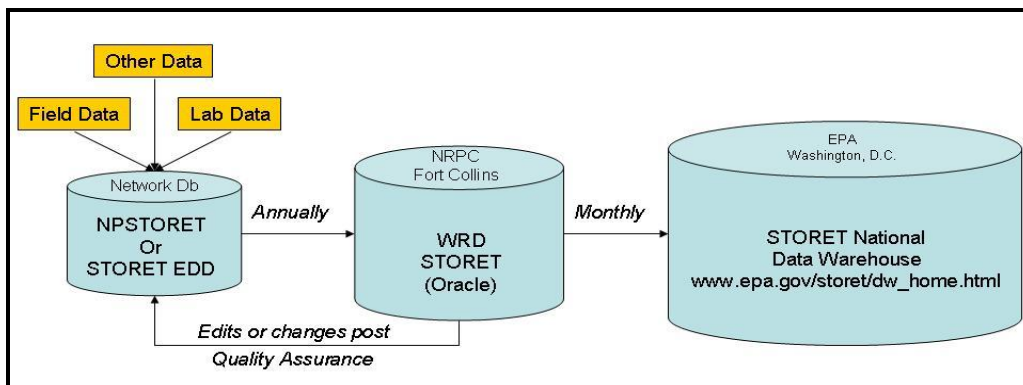 Other Data
Field Data
Lab Data
Network Db
NPSTORET
Or
STORET EDD
Annually
NRPC
Fort Collins
WRD
STORET
(Oracle)
Monthly
EPA
Washington, D.C.
STORET National
Data Warehouse
www.epa.gov/storet/dw_home.html
Edits or changes post
Quality Assurance